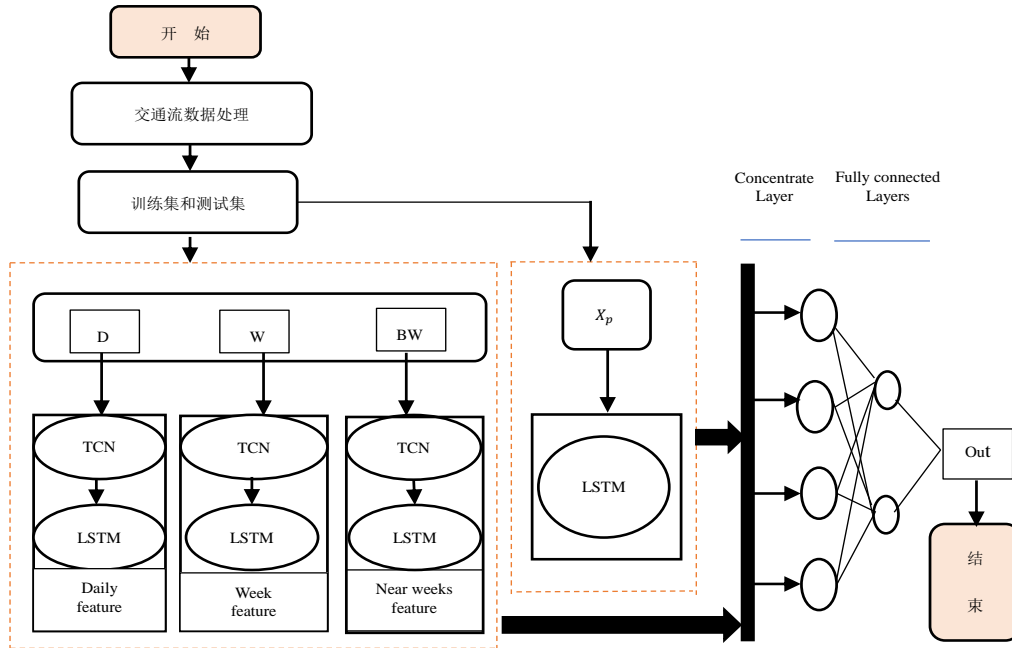 开 始
交通流数据处理
训练集和测试集
Concentrate
Layer
Fully connected
Layers
D
W
BW
X_p
TCN
TCN
TCN
LSTM
LSTM
LSTM
LSTM
Daily
feature
Week
feature
Near weeks
feature
Out
结
束